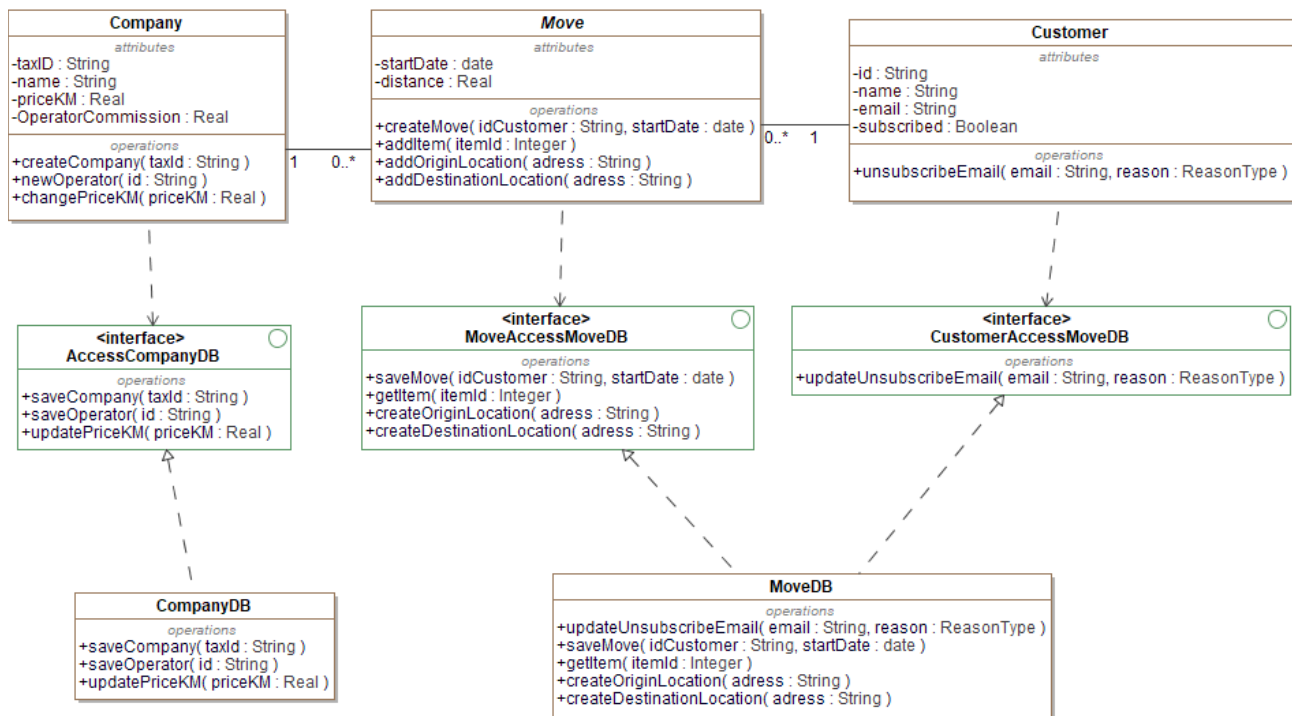 Company
attributes
-taxID : String
-name : String
-priceKM : Real
-OperatorCommission : Real
operations
+createCompany( taxId : String )
+newOperator( id : String )
+changePriceKM( priceKM : Real )
1
0..*
Move
attributes
-startDate : date
-distance : Real
operations
+createMove( idCustomer : String, startDate : date )
+addItem( itemId : Integer )
+addOriginLocation( adress : String )
+addDestinationLocation( adress : String )
0..*
1
Customer
attributes
-id : String
-name : String
-email : String
-subscribed : Boolean
operations
+unsubscribeEmail( email : String, reason : ReasonType )
<interface>
AccessCompanyDB
operations
+saveCompany( taxId : String )
+saveOperator( id : String )
+updatePriceKM( priceKM : Real )
<interface>
MoveAccessMoveDB
operations
+saveMove( idCustomer : String, startDate : date )
+getItem( itemId : Integer )
+createOriginLocation( adress : String )
+createDestinationLocation( adress : String )
<interface>
CustomerAccessMoveDB
operations
+updateUnsubscribeEmail( email : String, reason : ReasonType )
CompanyDB
operations
+saveCompany( taxId : String )
+saveOperator( id : String )
+updatePriceKM( priceKM : Real )
MoveDB
operations
+updateUnsubscribeEmail( email : String, reason : ReasonType )
+saveMove( idCustomer : String, startDate : date )
+getItem( itemId : Integer )
+createOriginLocation( adress : String )
+createDestinationLocation( adress : String )